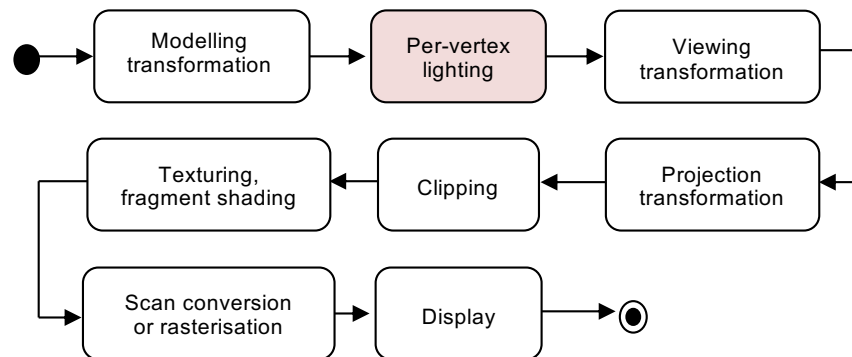 Modelling
transformation
Per-vertex
lighting
Viewing
transformation
Texturing,
fragment shading
Clipping
Projection
transformation
Scan conversion
or rasterisation
Display